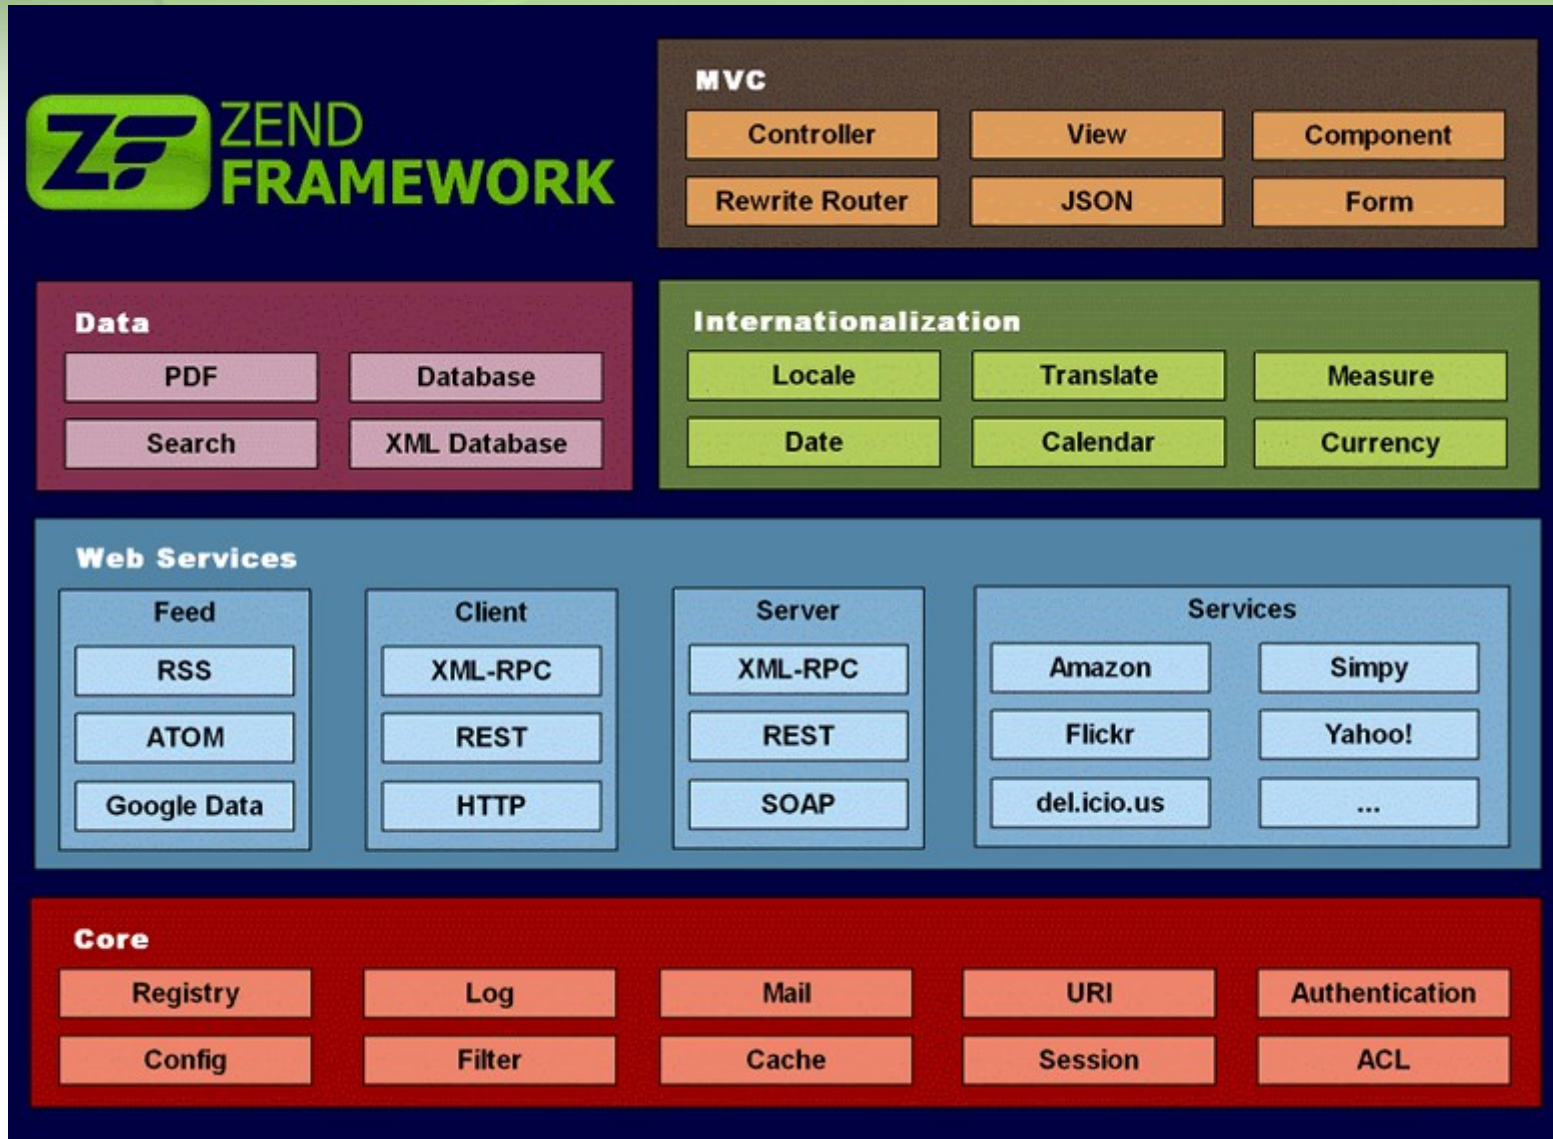 ZF ZEND
FRAMEWORK
MVC
Controller View Component
Rewrite Router JSON Form
Data
PDF Database
Search XML Database
Internationalization
Locale Translate Measure
Date Calendar Currency
Web Services
Feed
RSS
ATOM
Google Data
Client
XML-RPC
REST
HTTP
Server
XML-RPC
REST
SOAP
Services
Amazon Simpy
Flickr Yahoo!
del.icio.us ...
Core
Registry Log Mail URI Authentication
Config Filter Cache Session ACL